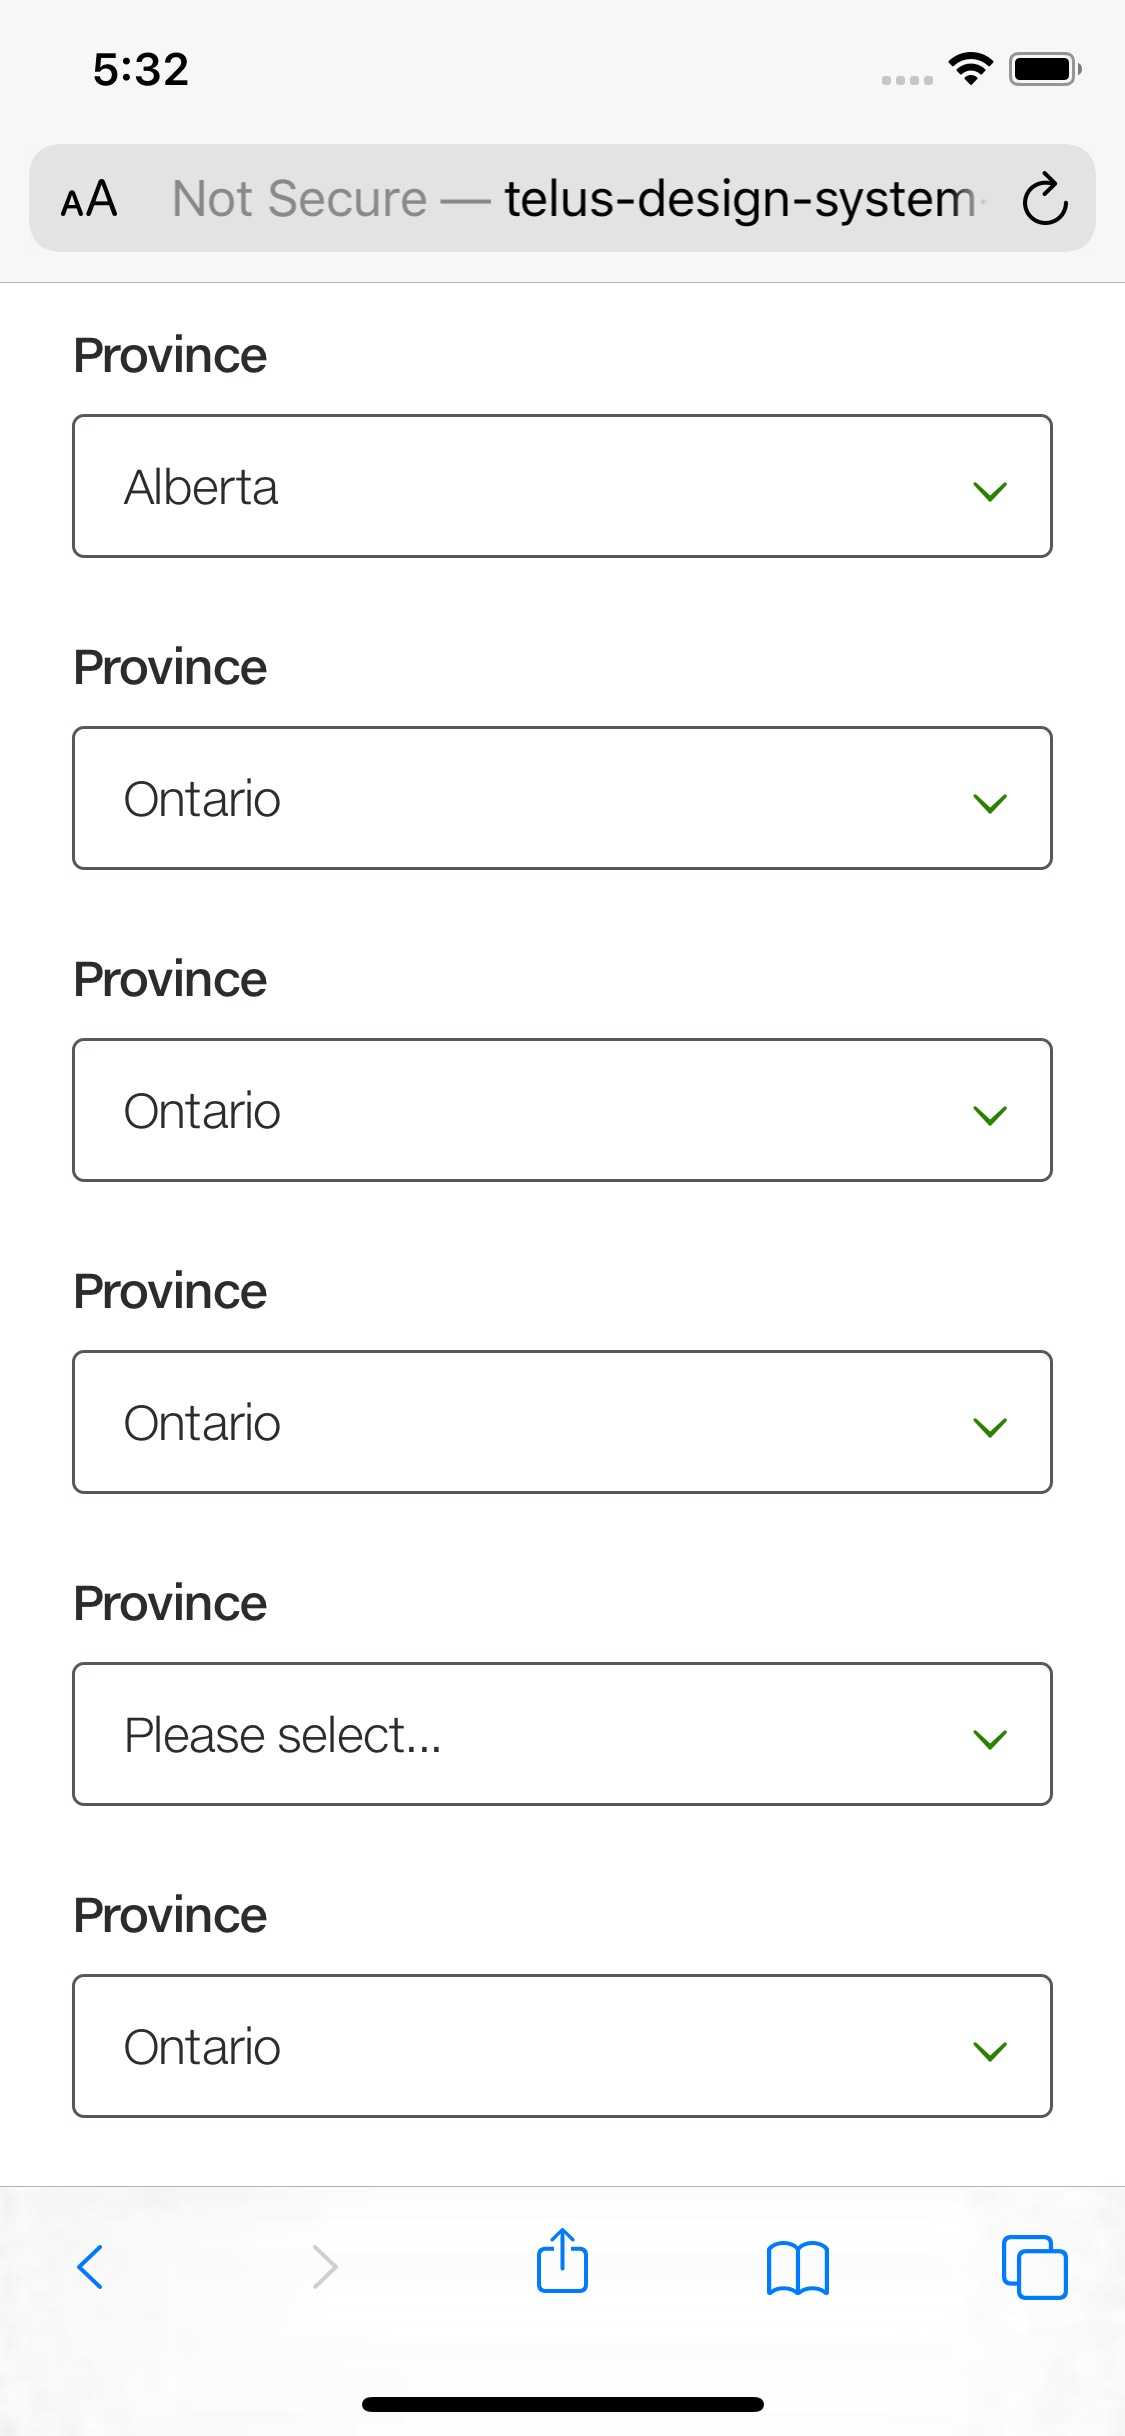 5:32
AA Not Secure — telus-design-system
Province
Alberta
Province
Ontario
Province
Ontario
Province
Ontario
Province
Please select...
Province
Ontario